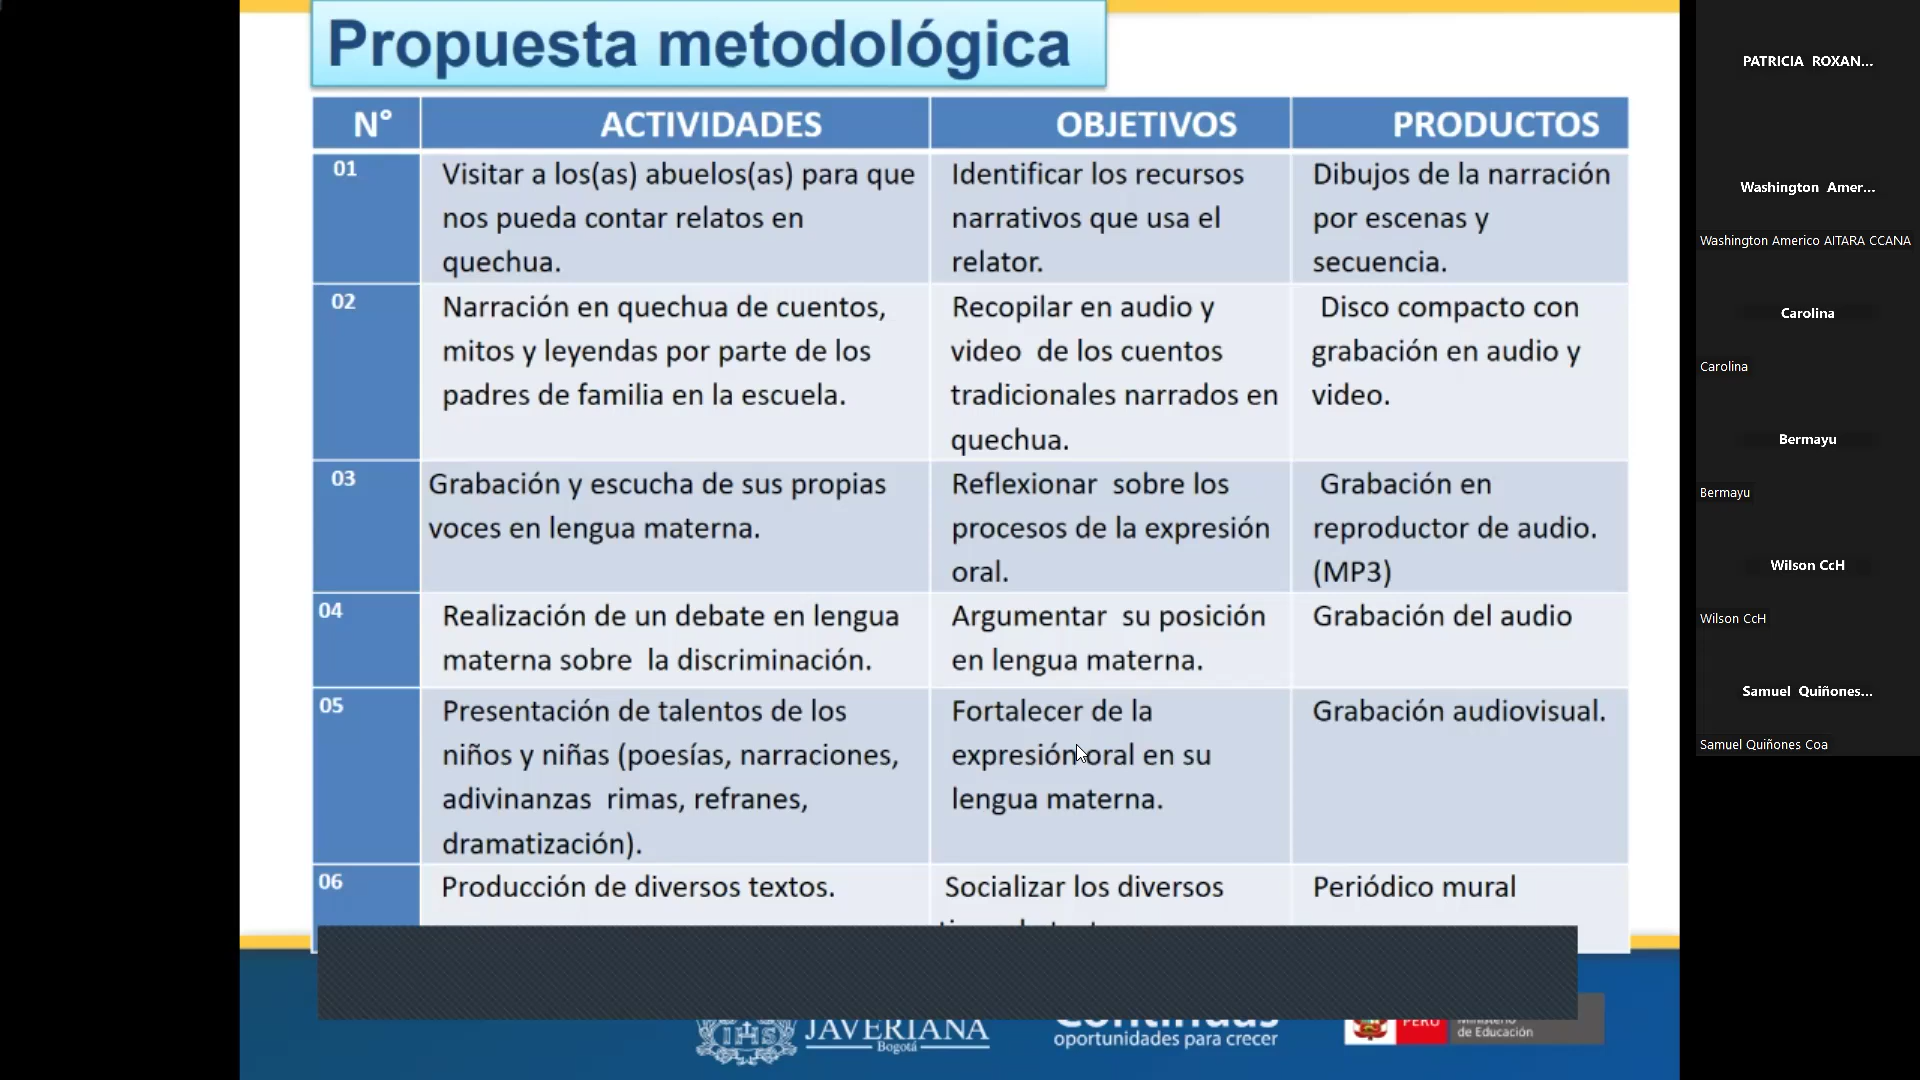 Propuesta metodológica
N° ACTIVIDADES OBJETIVOS PRODUCTOS
01
Visitar a los(as) abuelos(as) para que
nos pueda contar relatos en
quechua.
Identificar los recursos
narrativos que usa el
relator.
Dibujos de la narración
por escenas y
secuencia.
02
Narración en quechua de cuentos,
mitos y leyendas por parte de los
padres de familia en la escuela.
Recopilar en audio y
video de los cuentos
tradicionales narrados en
quechua.
Disco compacto con
grabación en audio y
video.
03
Grabación y escucha de sus propias
voces en lengua materna.
Reflexionar sobre los
procesos de la expresión
oral.
Grabación en
reproductor de audio.
(MP3)
04
Realización de un debate en lengua
materna sobre la discriminación.
Argumentar su posición
en lengua materna.
Grabación del audio
05
Presentación de talentos de los
niños y niñas (poesías, narraciones,
adivinanzas rimas, refranes,
dramatización).
Fortalecer de la
expresión oral en su
lengua materna.
Grabación audiovisual.
06
Producción de diversos textos.
Socializar los diversos
Periódico mural
IHS
JAVERIANA
Bogotá
oportunidades para crecer
PERÚ
de Educación
PATRICIA ROXAN...
Washington Amer...
Washington Americo AITARA CCANA
Carolina
Carolina
Bermayu
Bermayu
Wilson CcH
Wilson CcH
Samuel Quiñones...
Samuel Quiñones Coa